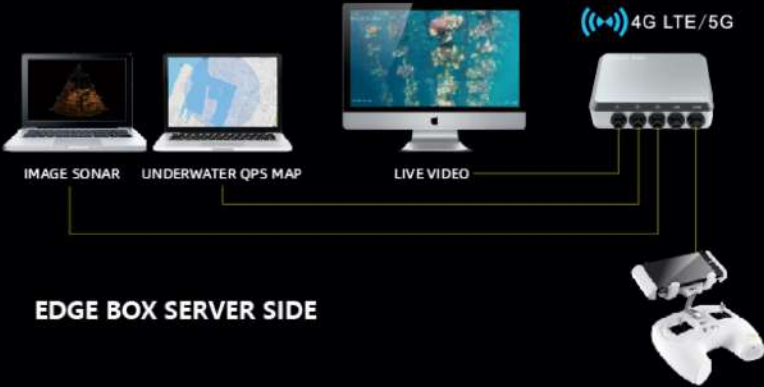 4G LTE/5G
IMAGE SONAR
UNDERWATER QPS MAP
LIVE VIDEO
EDGE BOX SERVER SIDE